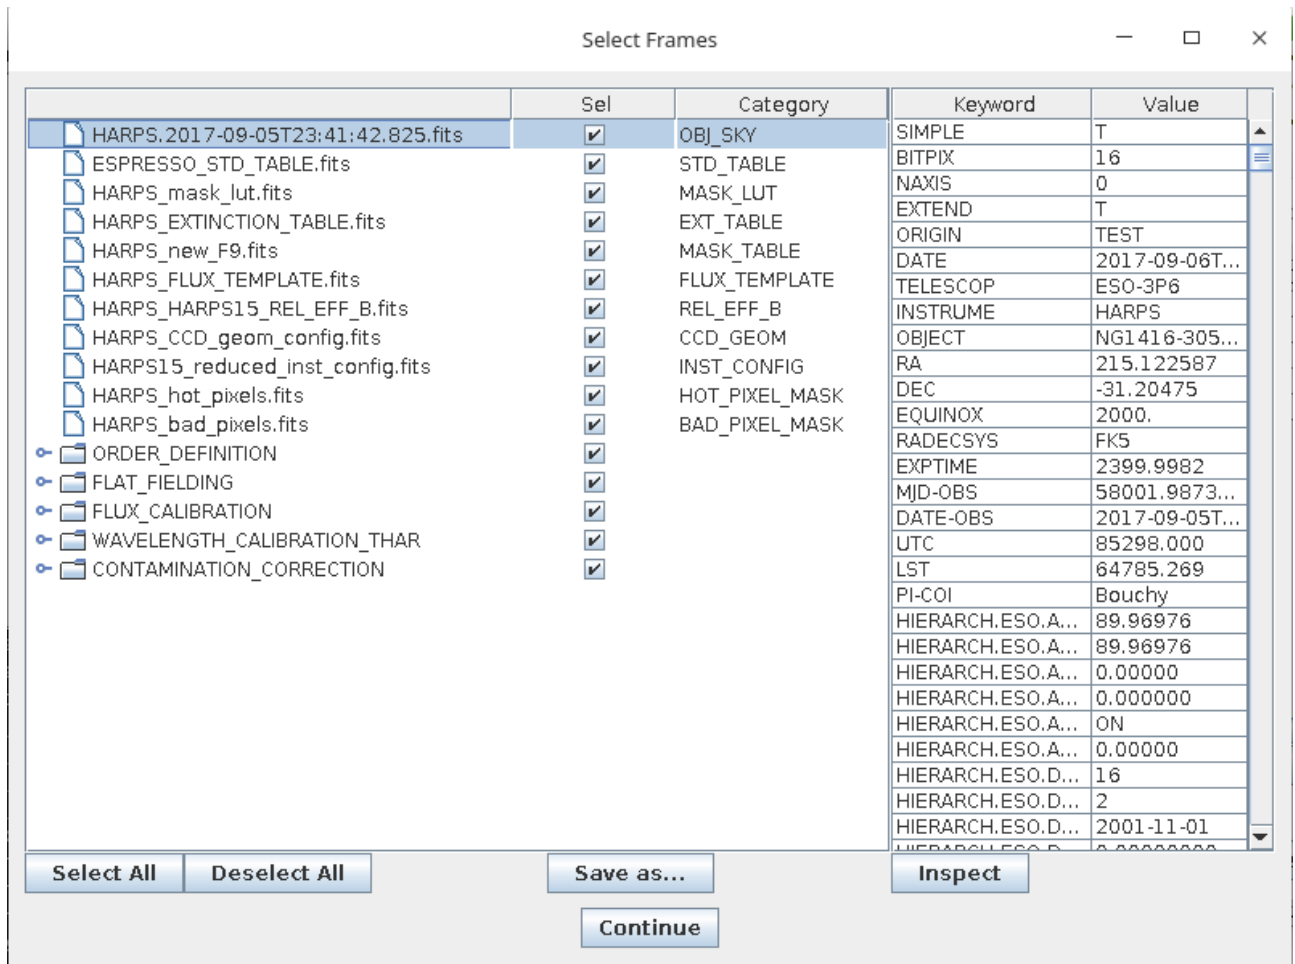 Select Frames
Sel Category Keyword Value
HARPS.2017-09-05T23:41:42.825.fits OBJ_SKY
ESPRESSO_STD_TABLE.fits STD_TABLE
HARPS_mask_lut.fits MASK_LUT
HARPS_EXTINCTION_TABLE.fits EXT_TABLE
HARPS_new_F9.fits MASK_TABLE
HARPS_FLUX_TEMPLATE.fits FLUX_TEMPLATE
HARPS_HARPS15_REL_EFF_B.fits REL_EFF_B
HARPS_CCD_geom_config.fits CCD_GEOM
HARPS15_reduced_inst_config.fits INST_CONFIG
HARPS_hot_pixels.fits HOT_PIXEL_MASK
HARPS_bad_pixels.fits BAD_PIXEL_MASK
ORDER_DEFINITION
FLAT_FIELDING
FLUX_CALIBRATION
WAVELENGTH_CALIBRATION_THAR
CONTAMINATION_CORRECTION
SIMPLE T
BITPIX 16
NAXIS 0
EXTEND T
ORIGIN TEST
DATE 2017-09-06T...
TELESCOP ESO-3P6
INSTRUME HARPS
OBJECT NG1416-305...
RA 215.122587
DEC -31.20475
EQUINOX 2000.
RADECSYS FK5
EXPTIME 2399.9982
MJD-OBS 58001.9873...
DATE-OBS 2017-09-05T...
UTC 85298.000
LST 64785.269
PI-COI Bouchy
HIERARCH.ESO.A... 89.96976
HIERARCH.ESO.A... 89.96976
HIERARCH.ESO.A... 0.00000
HIERARCH.ESO.A... 0.000000
HIERARCH.ESO.A... ON
HIERARCH.ESO.A... 0.00000
HIERARCH.ESO.D... 16
HIERARCH.ESO.D... 2
HIERARCH.ESO.D... 2001-11-01
Select All Deselect All Save as... Inspect
Continue